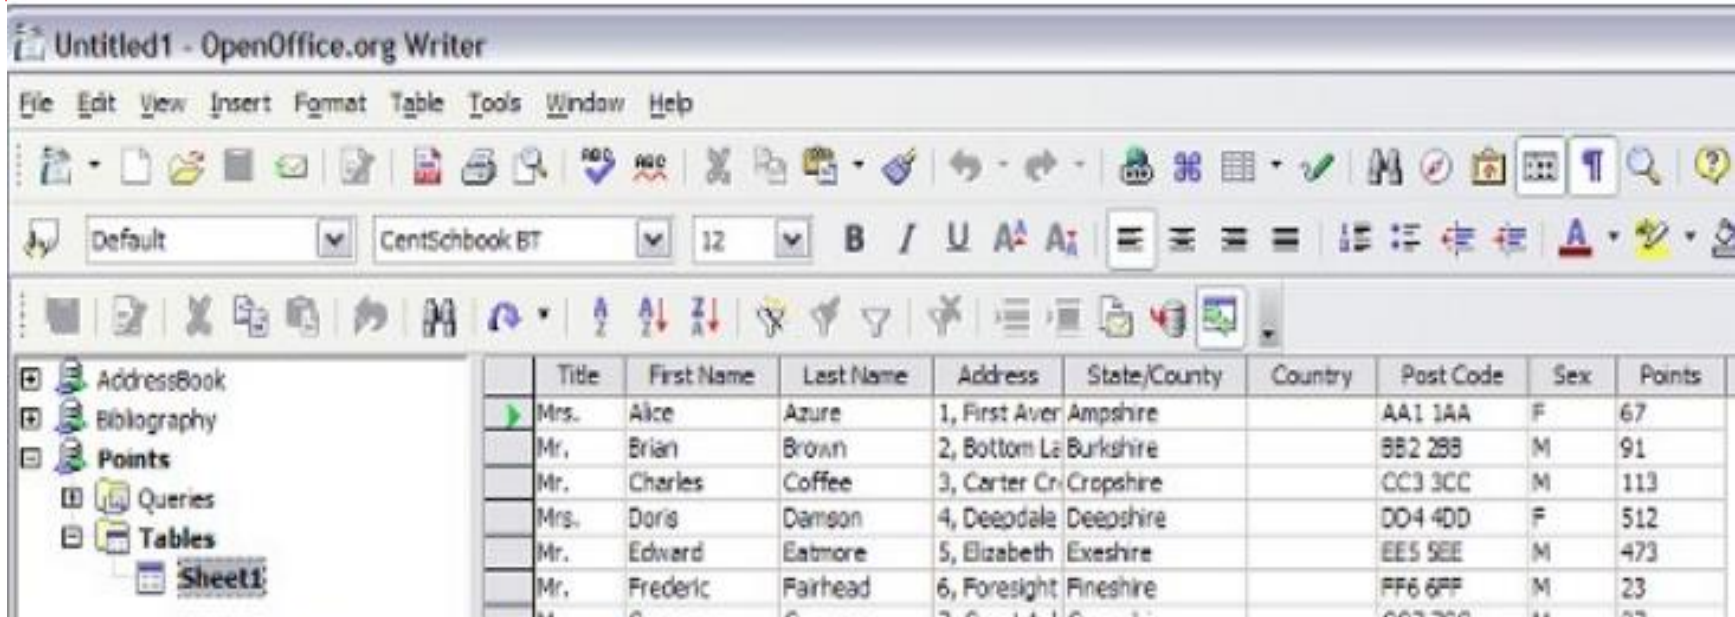 Untitled1 - OpenOffice.org Writer
File Edit View Insert Format Table Tools Window Help
Default CentSchbook BT 12
Title First Name Last Name Address State/County Country Post Code Sex Points
AddressBook
Mrs. Alice Azure 1, First Aver Ampshire AA1 1AA F 67
Bibliography
Mr. Brian Brown 2, Bottom La Burkshire BB2 2BB M 91
Points
Mr. Charles Coffee 3, Carter Cr Cropshire CC3 3CC M 113
Queries
Mrs. Doris Damson 4, Deepdale Deepshire DD4 4DD F 512
Tables
Mr. Edward Eatmore 5, Elizabeth Exeshire EE5 5EE M 473
Sheet1
Mr. Frederic Fairhead 6, Foresight Fineshire FF6 6FF M 23